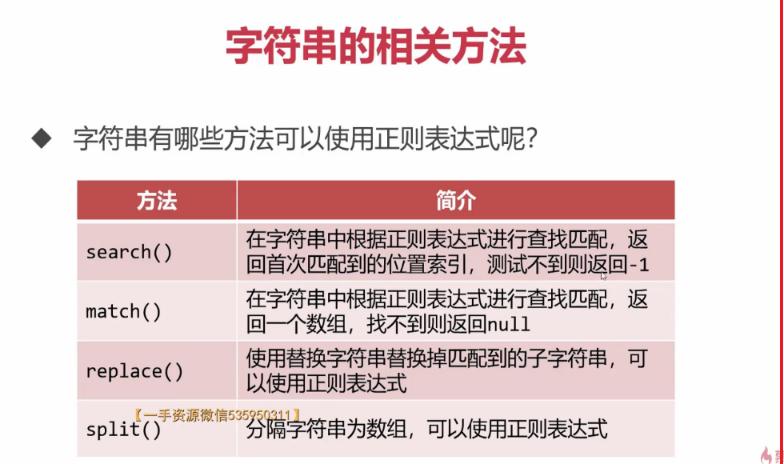 字符串的相关方法
◆ 字符串有哪些方法可以使用正则表达式呢？
方法 简介
search() 在字符串中根据正则表达式进行查找匹配，返
回首次匹配到的位置索引，测试不到则返回-1
match() 在字符串中根据正则表达式进行查找匹配，返
回一个数组，找不到则返回null
replace() 使用替换字符串替换掉匹配到的子字符串，可
以使用正则表达式
【一手资源微信535950311】
split() 分隔字符串为数组，可以使用正则表达式